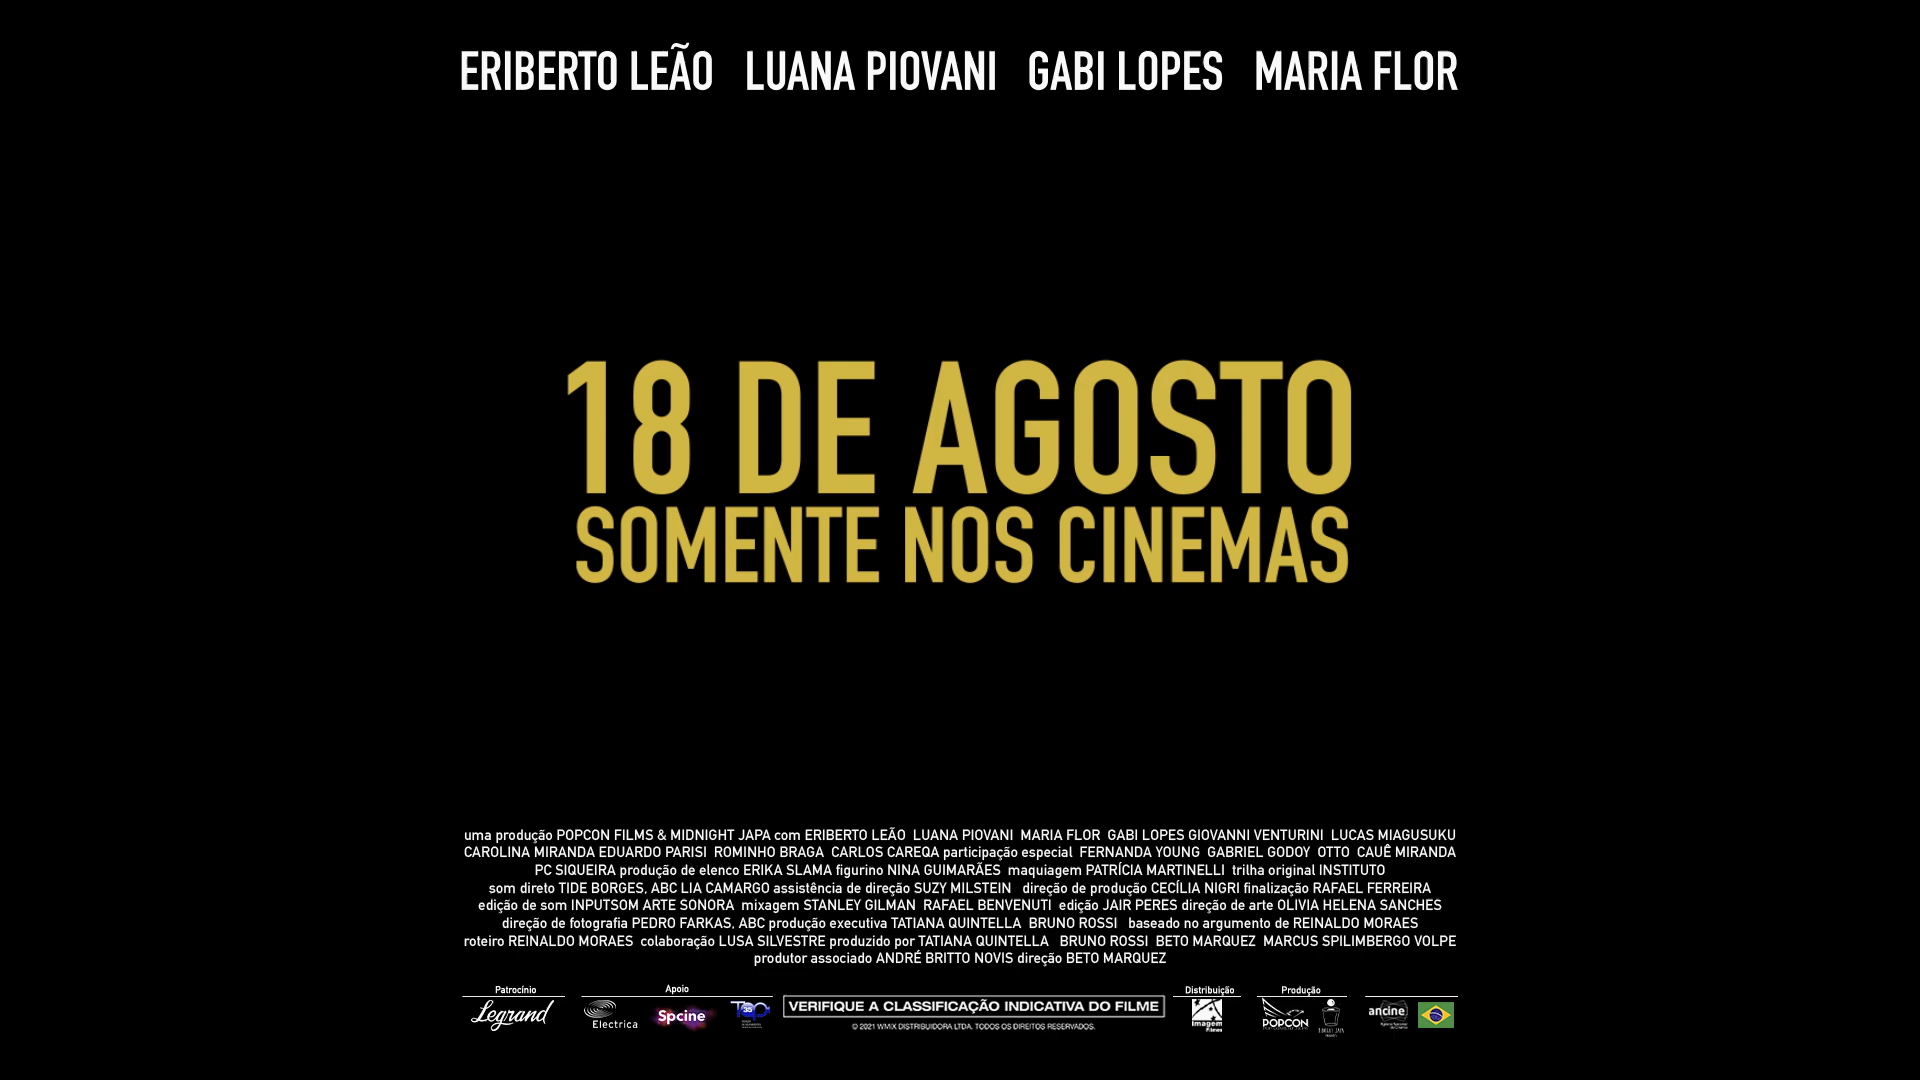 ERIBERTO LEÃO LUANA PIOVANI GABI LOPES MARIA FLOR
18 DE AGOSTO
SOMENTE NOS CINEMAS
uma produção POPCON FILMS & MIDNIGHT JAPA com ERIBERTO LEÃO LUANA PIOVANI MARIA FLOR GABI LOPES GIOVANNI VENTURINI LUCAS MIAGUSUKU
CAROLINA MIRANDA EDUARDO PARISI ROMINHO BRAGA CARLOS CAREQA participação especial FERNANDA YOUNG GABRIEL GODOY OTTO CAUÊ MIRANDA
PC SIQUEIRA produção de elenco ERIKA SLAMA figurino NINA GUIMARÃES maquiagem PATRÍCIA MARTINELLI trilha original INSTITUTO
som direto TIDE BORGES, ABC LIA CAMARGO assistência de direção SUZY MILSTEIN direção de produção CECÍLIA NIGRI finalização RAFAEL FERREIRA
edição de som INPUTSOM ARTE SONORA mixagem STANLEY GILMAN RAFAEL BENVENUTI edição JAIR PERES direção de arte OLIVIA HELENA SANCHES
direção de fotografia PEDRO FARKAS, ABC produção executiva TATIANA QUINTELLA BRUNO ROSSI baseado no argumento de REINALDO MORAES
roteiro REINALDO MORAES colaboração LUSA SILVESTRE produzido por TATIANA QUINTELLA BRUNO ROSSI BETO MARQUEZ MARCUS SPILIMBERGO VOLPE
produtor associado ANDRÉ BRITTO NOVIS direção BETO MARQUEZ
Patrocínio Apoio Distribuição Produção
Legrand Electrica Spcine Top 35 VERIFIQUE A CLASSIFICAÇÃO INDICATIVA DO FILME imagem Filmes POPCON ancine
© 2021 WMIX DISTRIBUIDORA LTDA. TODOS OS DIREITOS RESERVADOS.